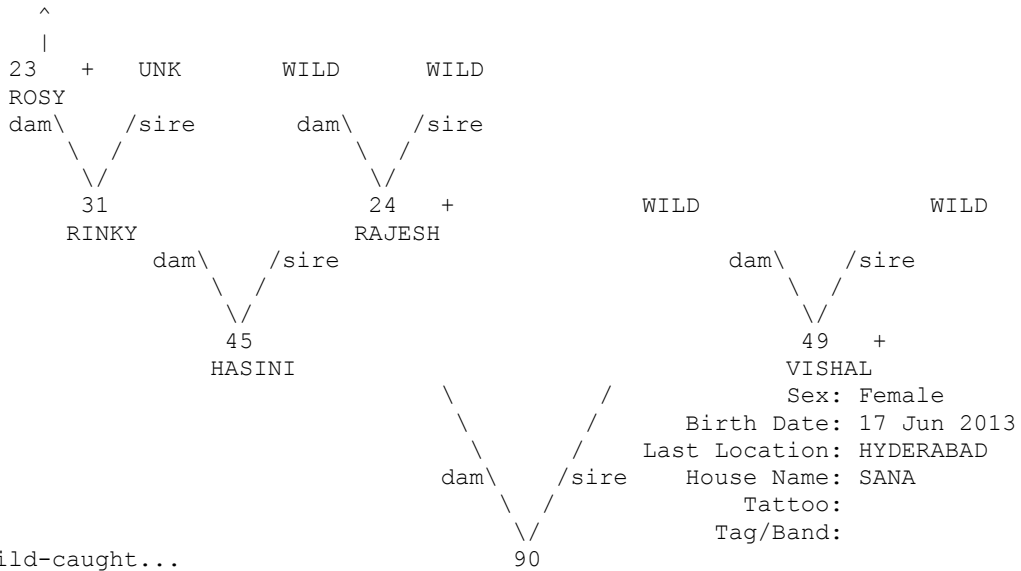 ^
|
23 + UNK WILD WILD
ROSY
dam\ /sire dam\ /sire
\ / \ /
\/ \/
31 24 + WILD WILD
RINKY RAJESH
dam\ /sire dam\ /sire
\ / \ /
\/ \/
45 49 +
HASINI VISHAL
\ / Sex: Female
\ / Birth Date: 17 Jun 2013
\ / Last Location: HYDERABAD
dam\ /sire House Name: SANA
\ / Tattoo:
\/ Tag/Band:
ild-caught... 90